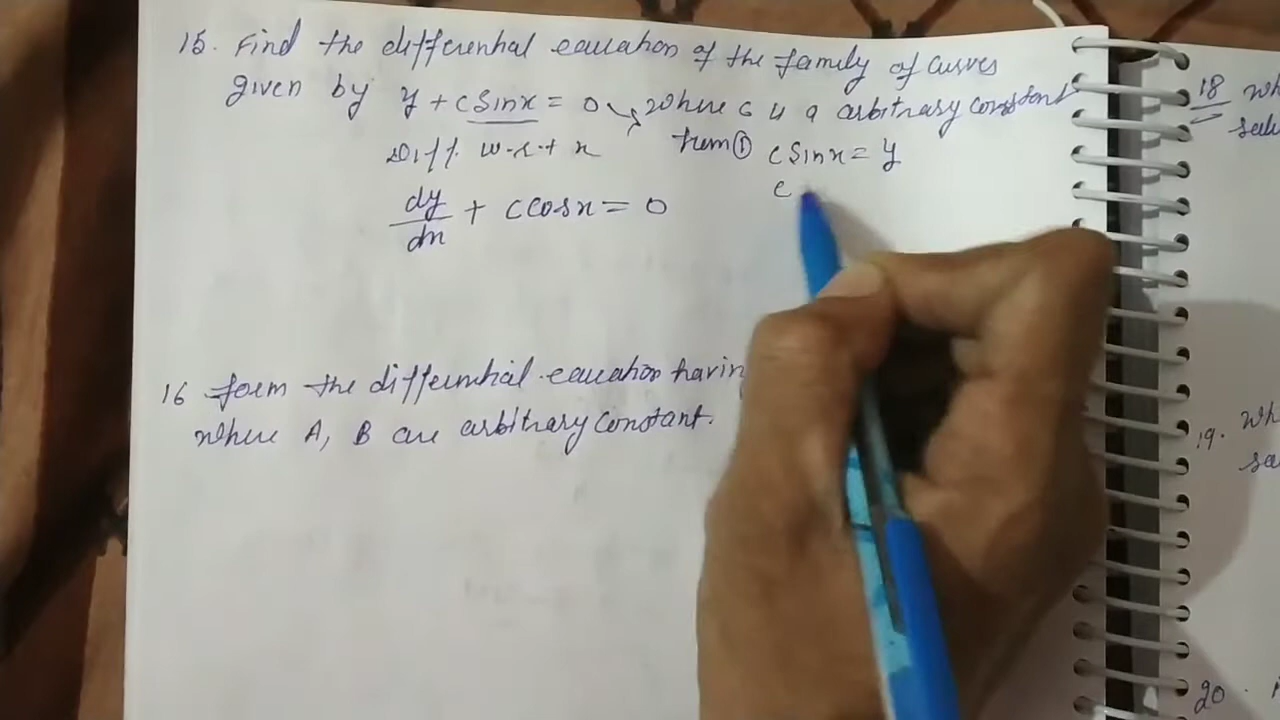 15. Find the differential equation of the family of curves
given by y + c sinx = 0 where c is a arbitrary constant
Diff. w.r.t x from ① c sinx = y
dy/dx + c cosx = 0 c
16 form the differential equation havin
where A, B are arbitrary constant.
18 wh
19. Wh
20.